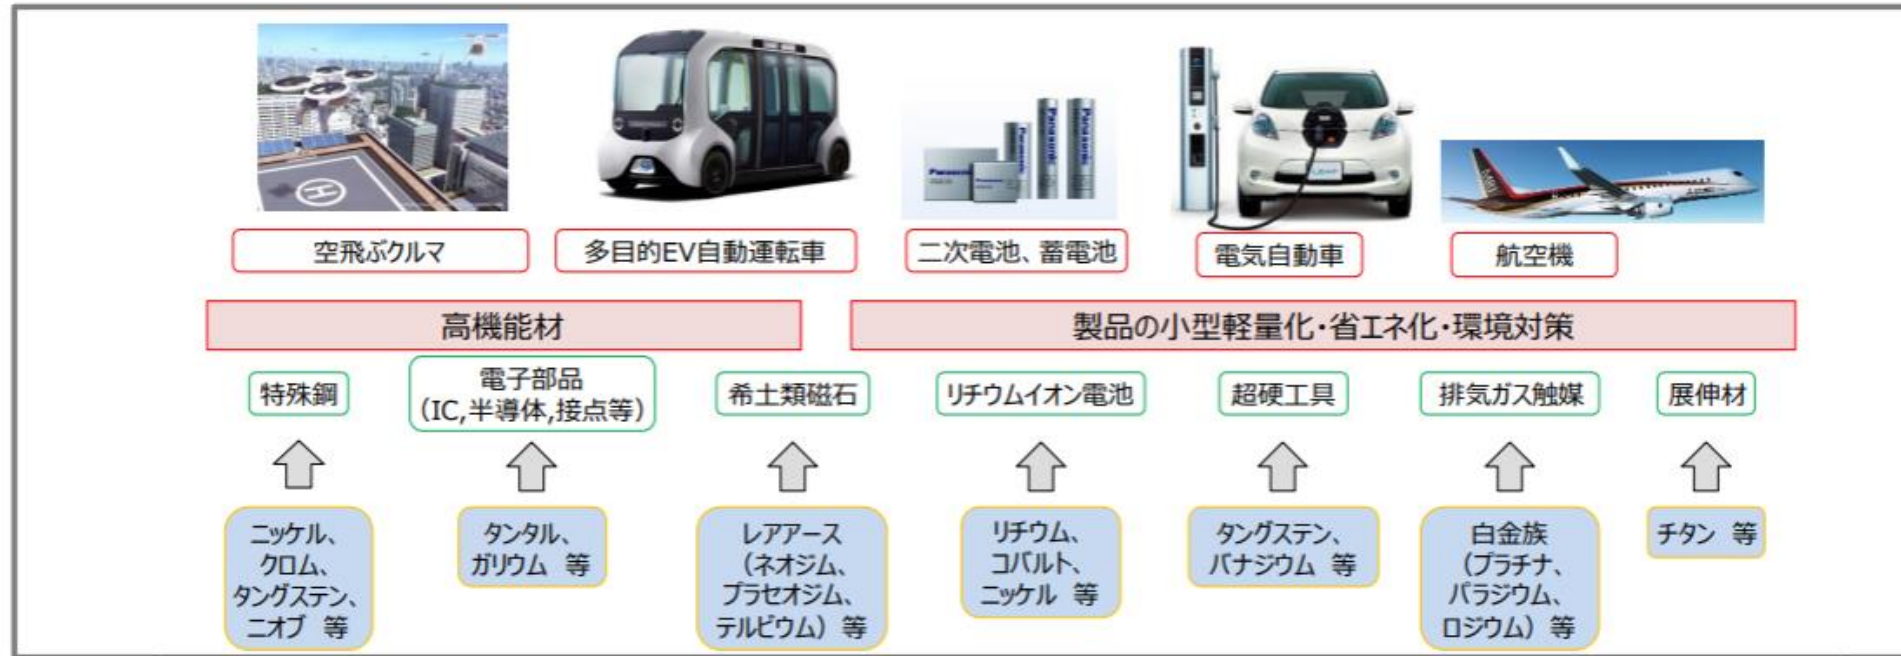 H
Panasonic
Panasonic
Panasonic
Panasonic
空飛ぶクルマ
多目的EV自動運転車
二次電池、蓄電池
電気自動車
航空機
高機能材
製品の小型軽量化・省エネ化・環境対策
特殊鋼
電子部品
（IC,半導体,接点等）
希土類磁石
リチウムイオン電池
超硬工具
排気ガス触媒
展伸材
ニッケル、
クロム、
タングステン、
ニオブ 等
タンタル、
ガリウム 等
レアアース
（ネオジム、
プラセオジム、
テルビウム）等
リチウム、
コバルト、
ニッケル 等
タングステン、
バナジウム 等
白金族
（プラチナ、
パラジウム、
ロジウム）等
チタン 等